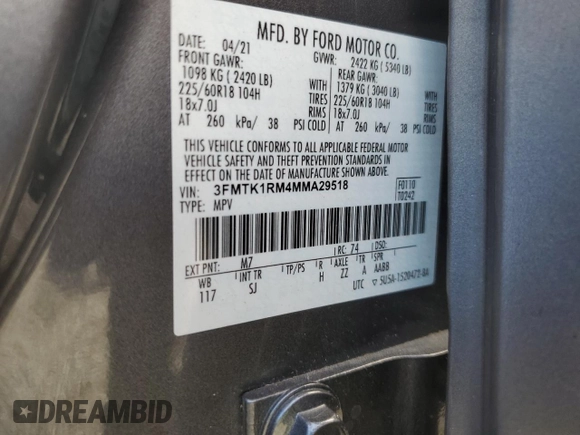 MFD. BY FORD MOTOR CO.
DATE: 04/21 GVWR: 2422 KG ( 5340 LB)
FRONT GAWR: REAR GAWR:
1098 KG ( 2420 LB) 1379 KG ( 3040 LB) WITH
225/60R18 104H TIRES 225/60R18 104H TIRES
18x7.0J RIMS 18x7.0J RIMS
AT 260 kPa/ 38 PSI COLD AT 260 kPa/ 38 PSI COLD
THIS VEHICLE CONFORMS TO ALL APPLICABLE FEDERAL MOTOR
VEHICLE SAFETY AND THEFT PREVENTION STANDARDS IN
EFFECT ON THE DATE OF MANUFACTURE SHOWN ABOVE.
VIN: 3FMTK1RM4MMA29518 F0110
TYPE: MPV T0242
EXT PNT: M7 RC: 74 DSO:
WB INT TR TP/PS R AXLE TR SPR
117 SJ H ZZ A AABB
UTC
DREAMBID